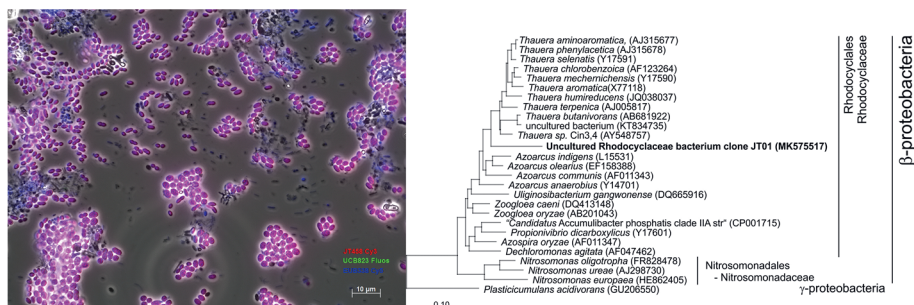 UCB823 Fluos
10 µm
Thauera aminoaromatica, (AJ315677)
Thauera phenylacetica (AJ315678)
Thauera selenatis (Y17591)
Thauera chlorobenzoica (AF123264)
Thauera mechernichensis (Y17590)
Thauera aromatica(X77118)
Thauera humireducens (JQ038037)
Thauera terpenica (AJ005817)
Thauera butanivorans (AB681922)
uncultured bacterium (KT834735)
Thauera sp. Cin3,4 (AY548757)
Uncultured Rhodocyclaceae bacterium clone JT01 (MK575517)
Azoarcus indigens (L15531)
Azoarcus olearius (EF158388)
Azoarcus communis (AF011343)
Azoarcus anaerobius (Y14701)
Uliginosibacterium gangwonense (DQ665916)
Zoogloea caeni (DQ413148)
Zoogloea oryzae (AB201043)
"Candidatus Accumulibacter phosphatis clade IIA str" (CP001715)
Propionivibrio dicarboxylicus (Y17601)
Azospira oryzae (AF011347)
Dechloromonas agitata (AF047462)
Nitrosomonas oligotropha (FR828478)
Nitrosomonas ureae (AJ298730)
Nitrosomonas europaea (HE862405)
Plasticicumulans acidivorans (GU206550)
0.10
Rhodocyclales
Rhodocyclaceae
Nitrosomonadales
- Nitrosomonadaceae
β-proteobacteria
γ-proteobacteria